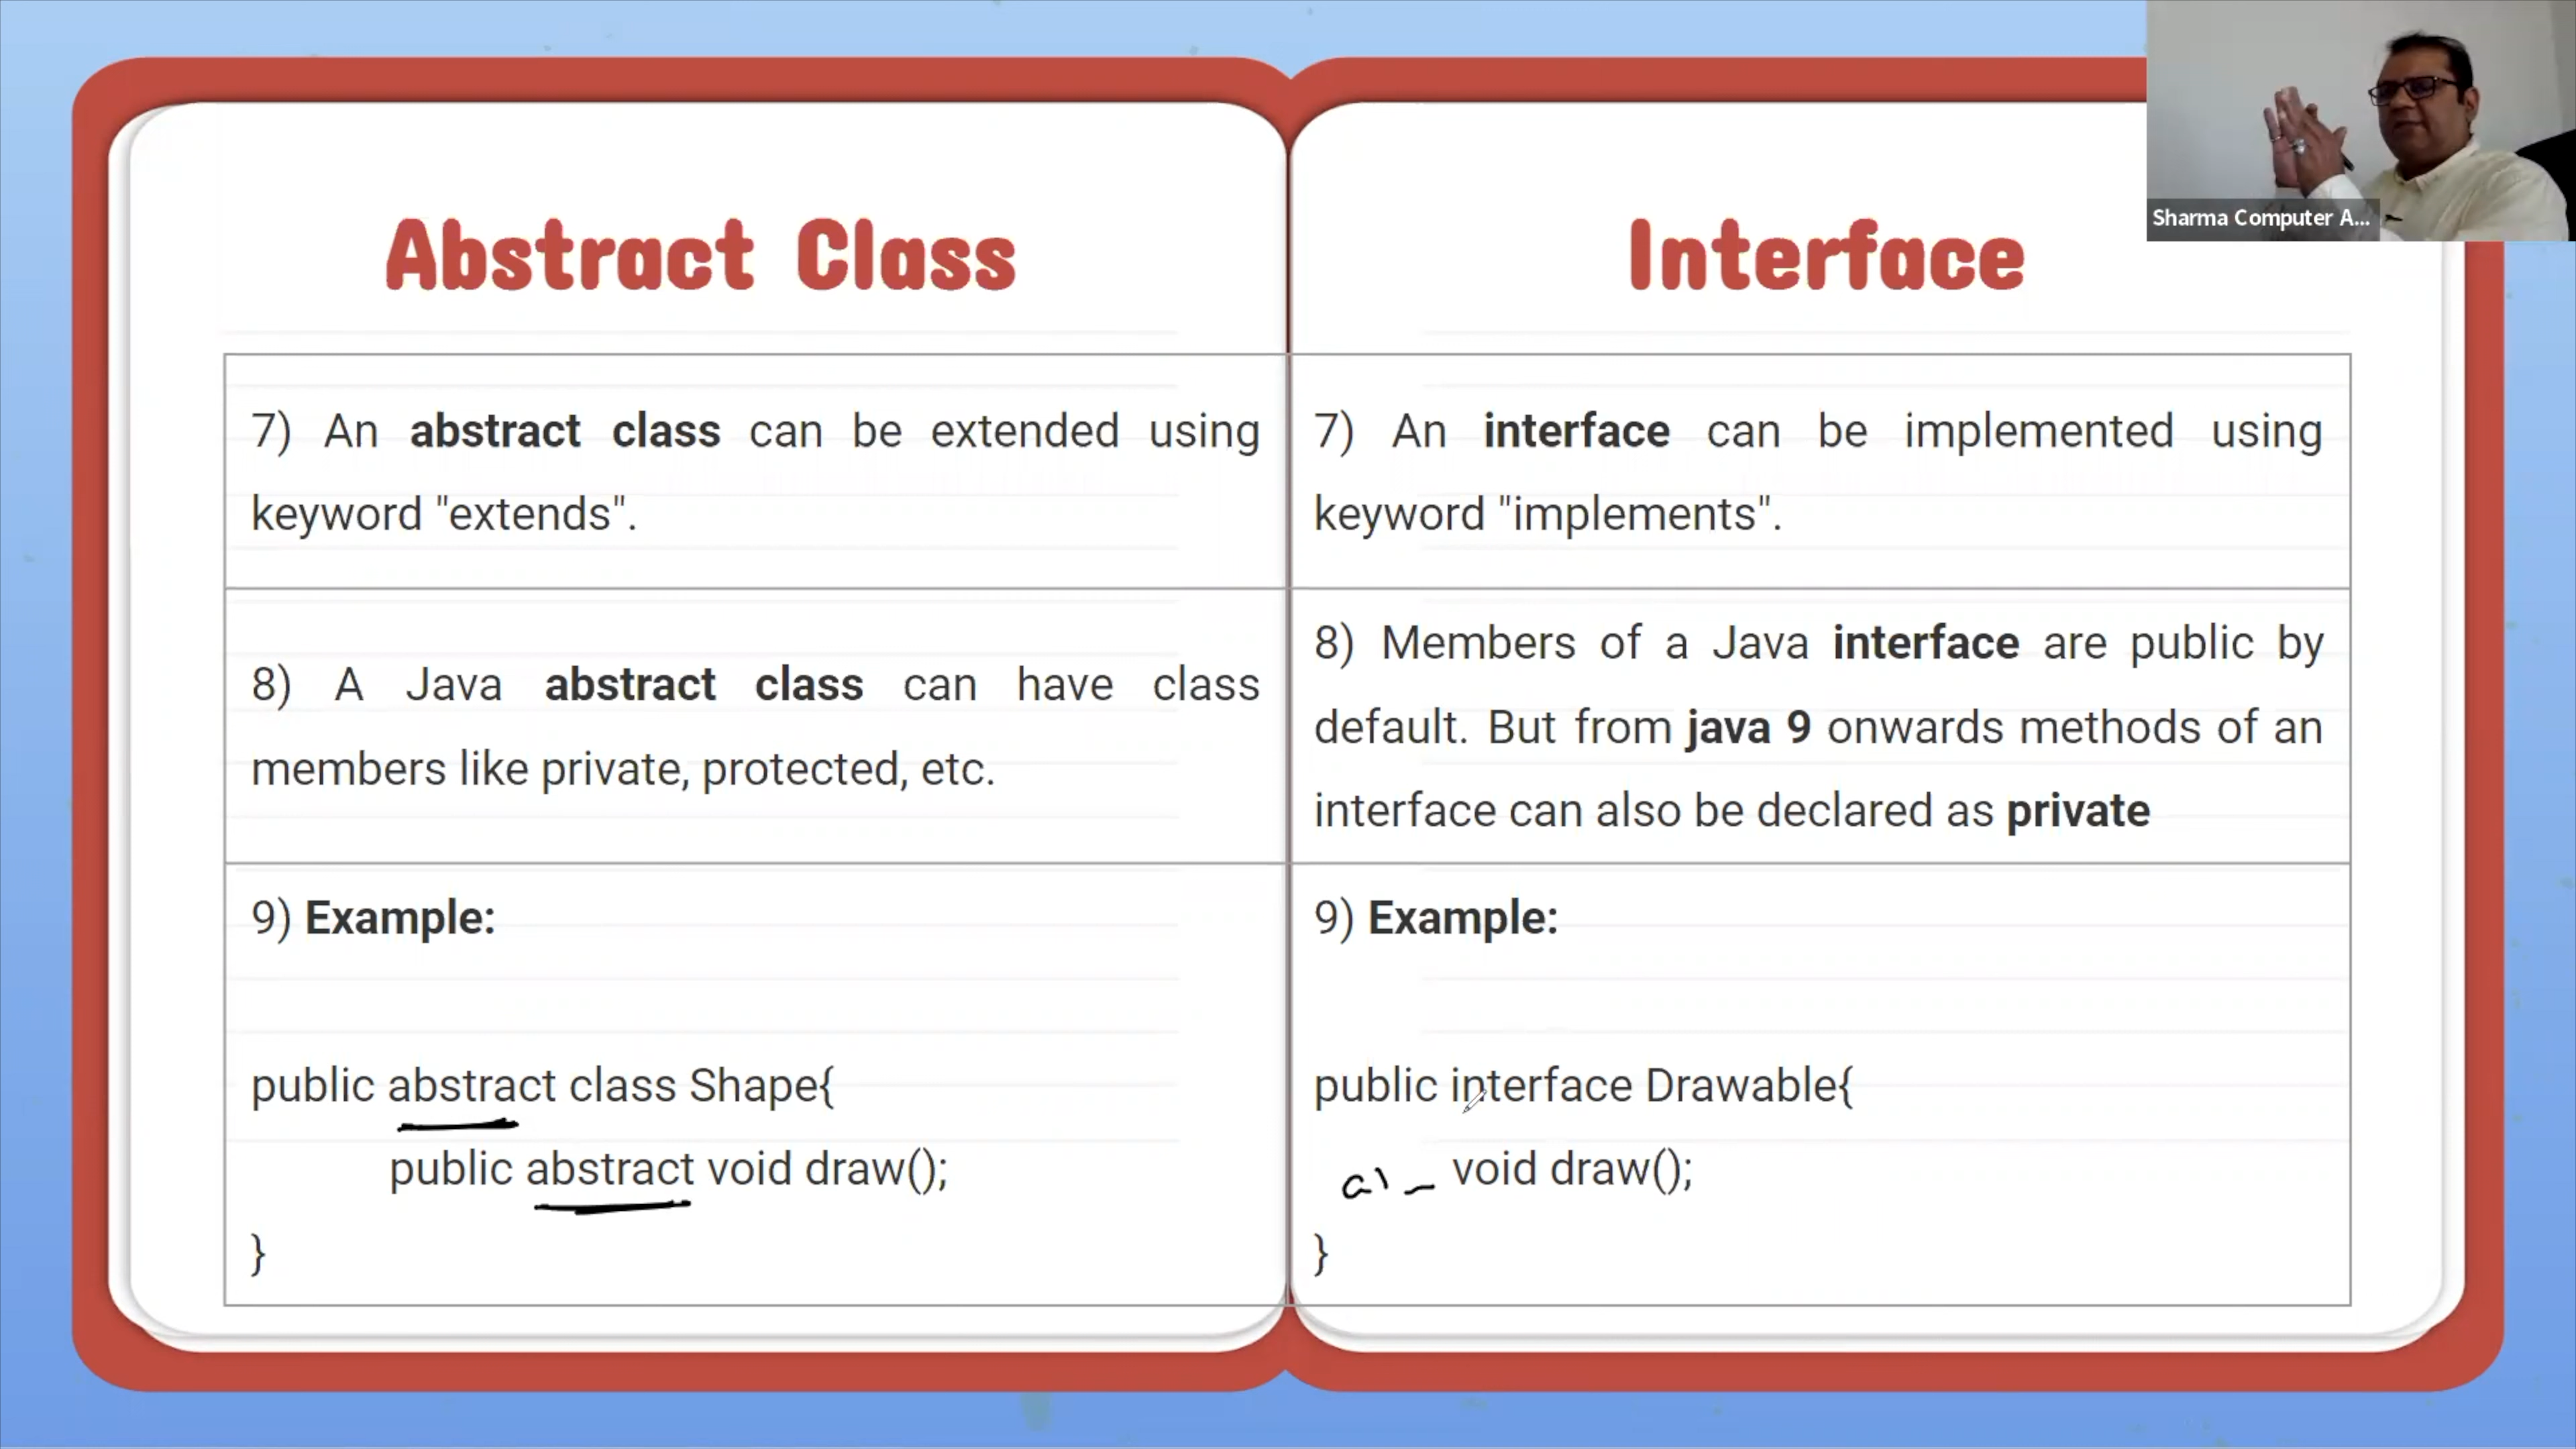 Sharma Computer A...
Abstract Class
Interface
7) An abstract class can be extended using
keyword "extends".
7) An interface can be implemented using
keyword "implements".
8) A Java abstract class can have class
members like private, protected, etc.
8) Members of a Java interface are public by
default. But from java 9 onwards methods of an
interface can also be declared as private
9) Example:
public abstract class Shape{
public abstract void draw();
}
9) Example:
public interface Drawable{
void draw();
}